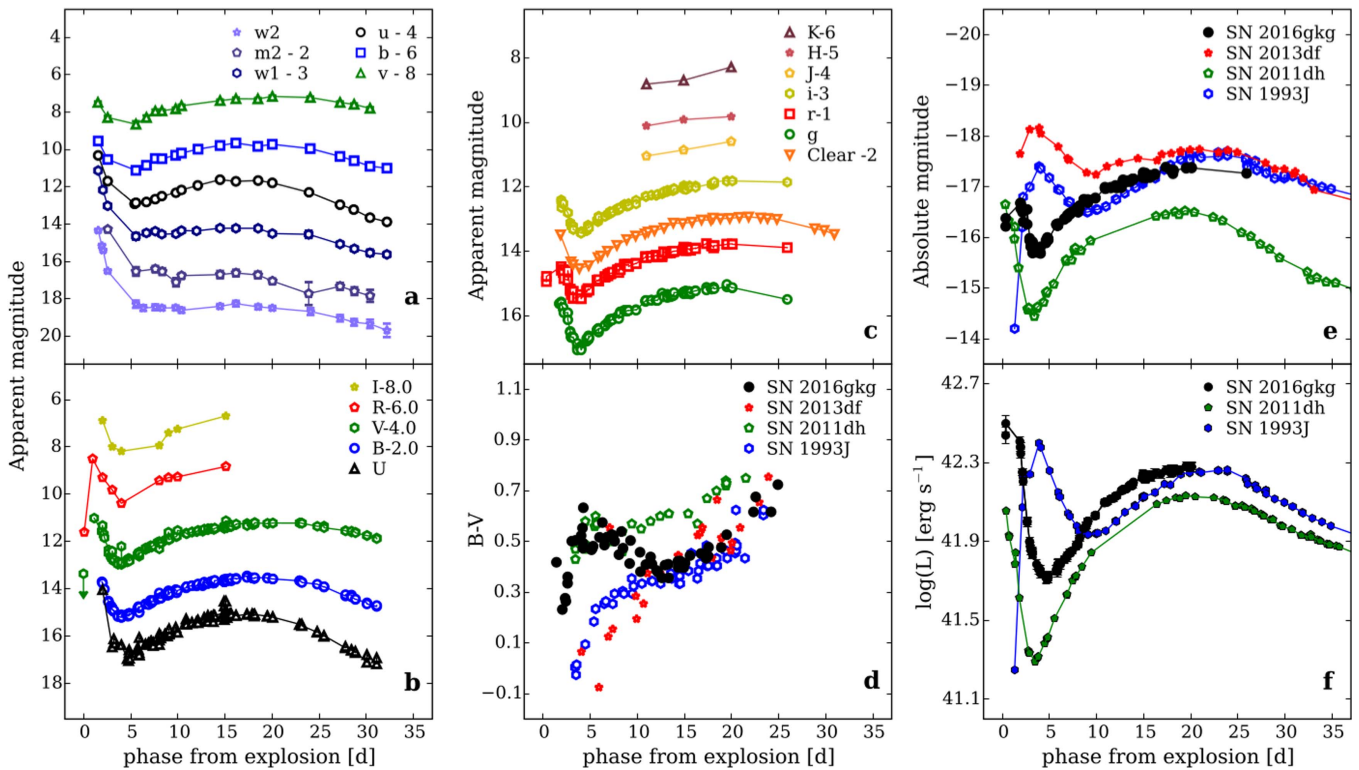 4
6
8
10
12
14
16
18
20
w2
m2 - 2
w1 - 3
u - 4
b - 6
v - 8
a
Apparent magnitude
6
8
10
12
14
16
18
I-8.0
R-6.0
V-4.0
B-2.0
U
b
0 5 10 15 20 25 30 35
phase from explosion [d]
Apparent magnitude
8
10
12
14
16
K-6
H-5
J-4
i-3
r-1
g
Clear -2
c
B-V
1.1
0.9
0.7
0.5
0.3
0.1
−0.1
SN 2016gkg
SN 2013df
SN 2011dh
SN 1993J
d
0 5 10 15 20 25 30 35
phase from explosion [d]
Absolute mgnitude
−20
−19
−18
−17
−16
−15
−14
SN 2016gkg
SN 2013df
SN 2011dh
SN 1993J
e
log(L) [erg s⁻¹]
42.7
42.3
41.9
41.5
41.1
SN 2016gkg
SN 2011dh
SN 1993J
f
0 5 10 15 20 25 30 35
phase from explosion [d]